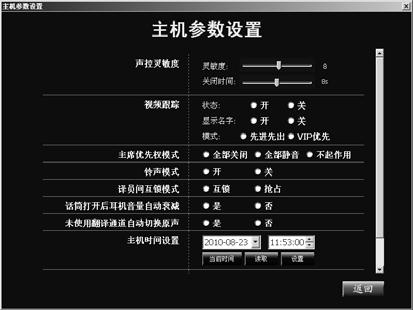 主机参数设置
主机参数设置
声控灵敏度
灵敏度: 8
关闭时间: 8s
视频跟踪
状态: 开 关
显示名字: 开 关
模式: 先进先出 VIP优先
主席优先权模式 全部关闭 全部静音 不起作用
铃声模式 开 关
译员间互锁模式 互锁 抢占
话筒打开后耳机音量自动衰减 是 否
未使用翻译通道自动切换原声 是 否
主机时间设置 2010-08-23 11:53:00
当前时间 读取 设置
返回